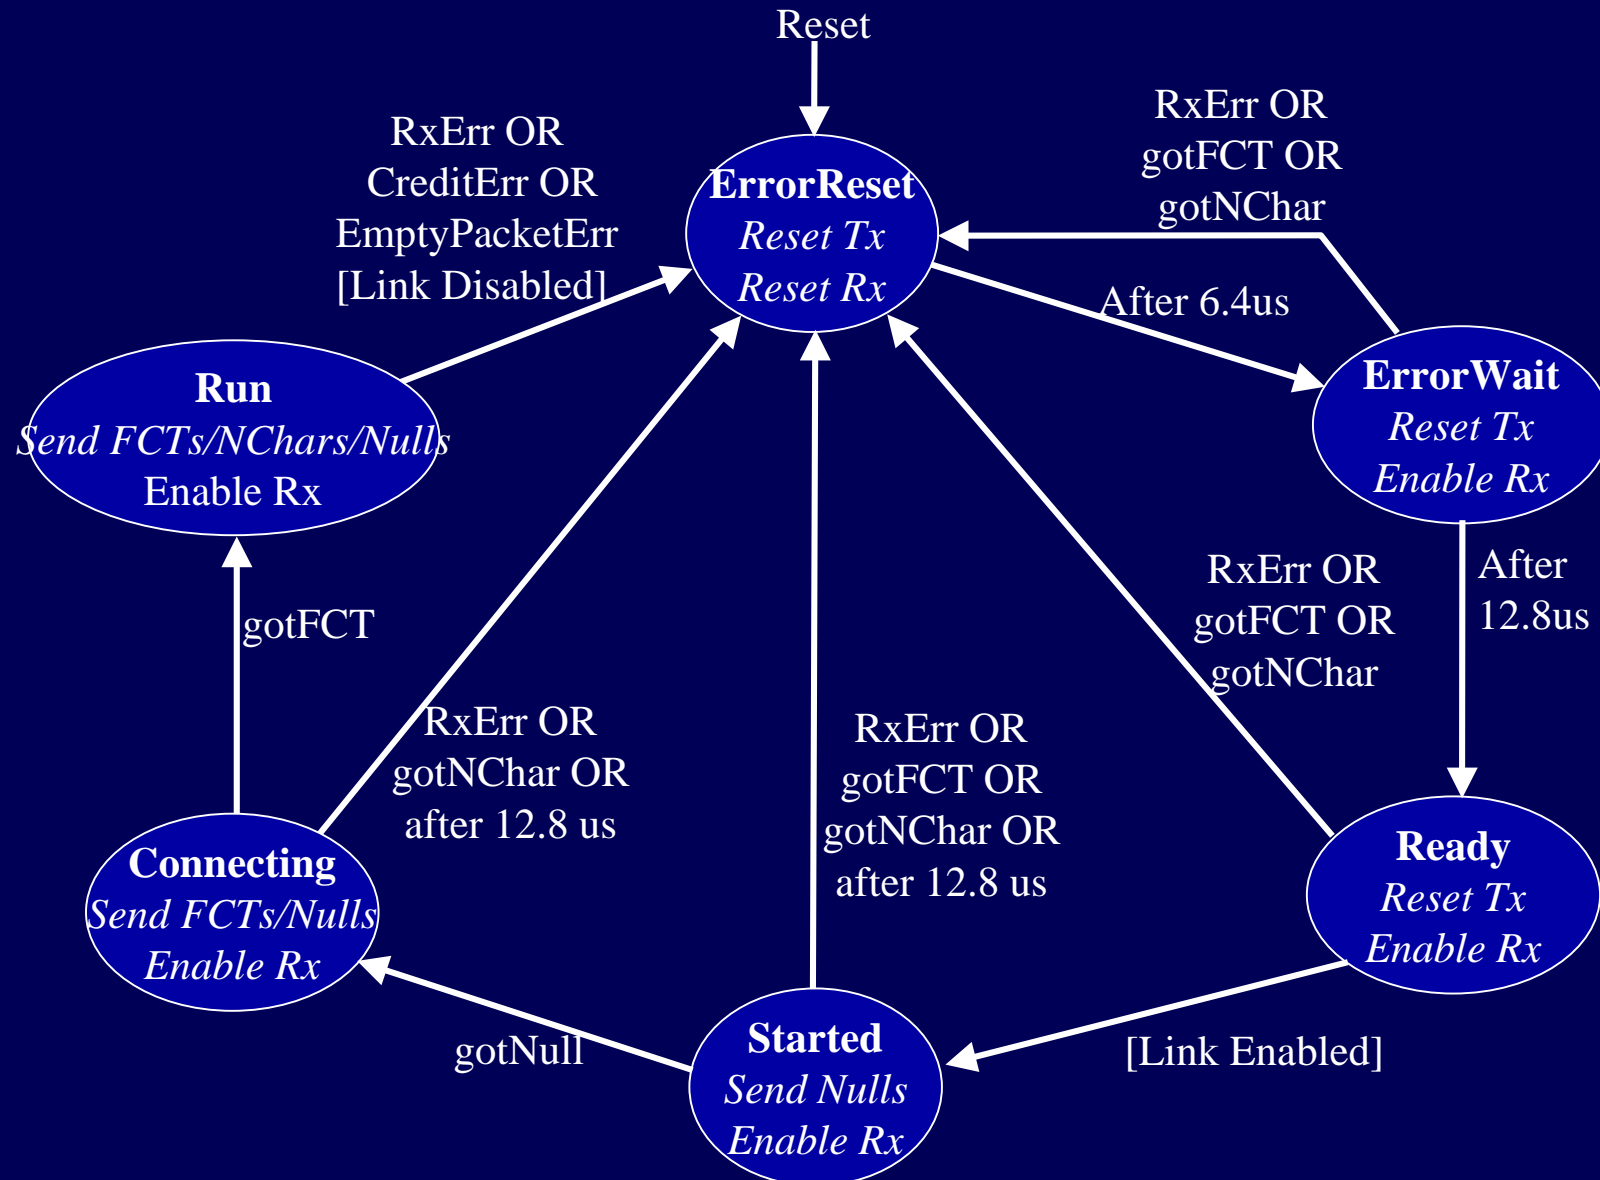 Reset
RxErr OR
gotFCT OR
gotNChar
RxErr OR
CreditErr OR
EmptyPacketErr
[Link Disabled]
ErrorReset
Reset Tx
Reset Rx
After 6.4us
Run
Send FCTs/NChars/Nulls
Enable Rx
ErrorWait
Reset Tx
Enable Rx
gotFCT
RxErr OR
gotFCT OR
gotNChar
After
12.8us
RxErr OR
gotNChar OR
after 12.8 us
RxErr OR
gotFCT OR
gotNChar OR
after 12.8 us
Connecting
Send FCTs/Nulls
Enable Rx
Ready
Reset Tx
Enable Rx
gotNull
Started
Send Nulls
Enable Rx
[Link Enabled]